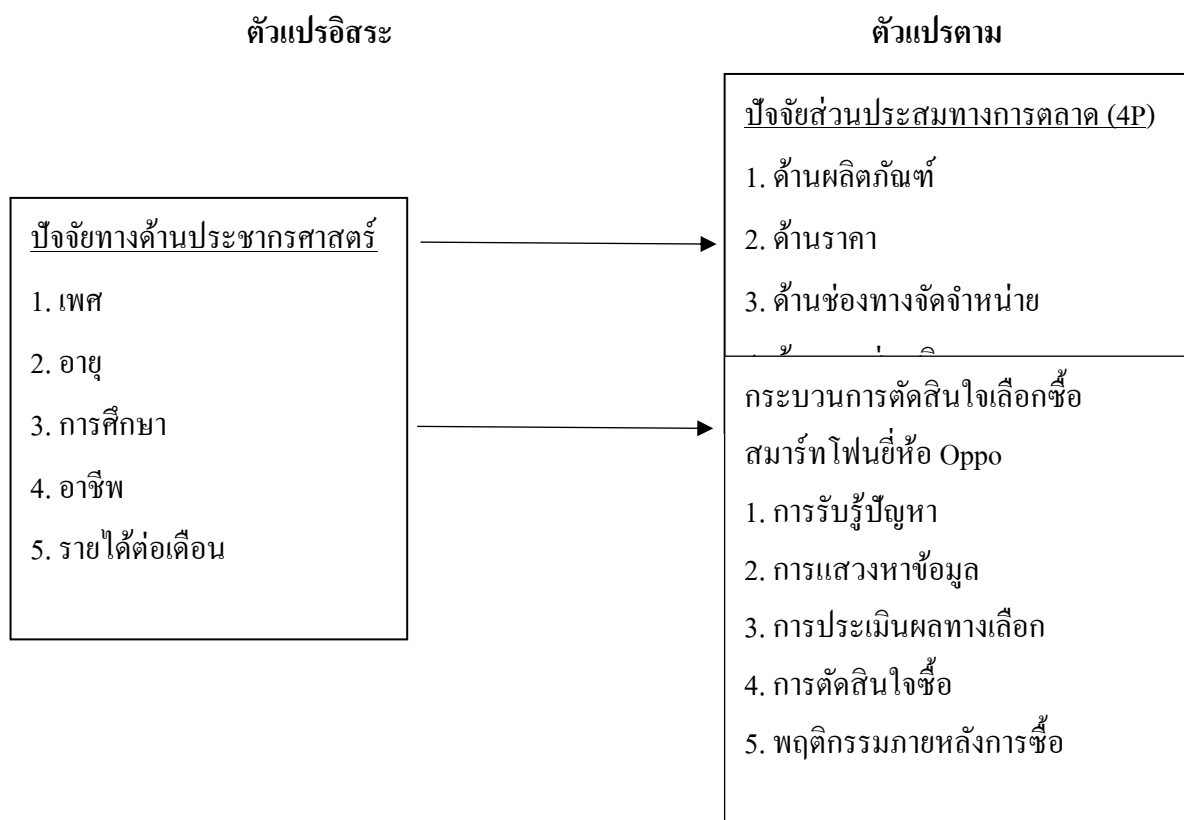 ตัวแปรอิสระ
ตัวแปรตาม
ปัจจัยทางด้านประชากรศาสตร์
1. เพศ
2. อายุ
3. การศึกษา
4. อาชีพ
5. รายได้ต่อเดือน
ปัจจัยส่วนประสมทางการตลาด (4P)
1. ด้านผลิตภัณฑ์
2. ด้านราคา
3. ด้านช่องทางจัดจำหน่าย
กระบวนการตัดสินใจเลือกซื้อ
สมาร์ทโฟนยี่ห้อ Oppo
1. การรับรู้ปัญหา
2. การแสวงหาข้อมูล
3. การประเมินผลทางเลือก
4. การตัดสินใจซื้อ
5. พฤติกรรมภายหลังการซื้อ